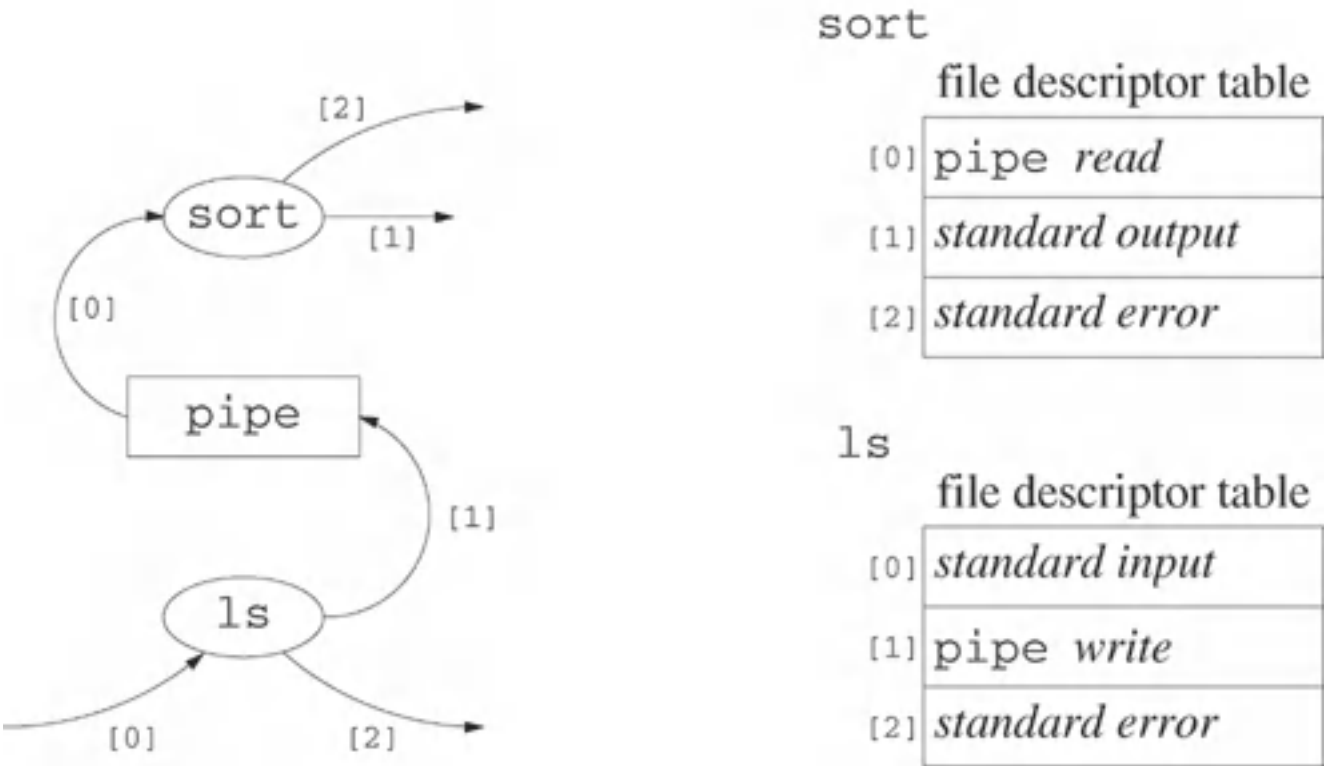 [2]
sort
[1]
[0]
pipe
[1]
ls
[0]
[2]
sort
file descriptor table
[0] pipe read
[1] standard output
[2] standard error
ls
file descriptor table
[0] standard input
[1] pipe write
[2] standard error